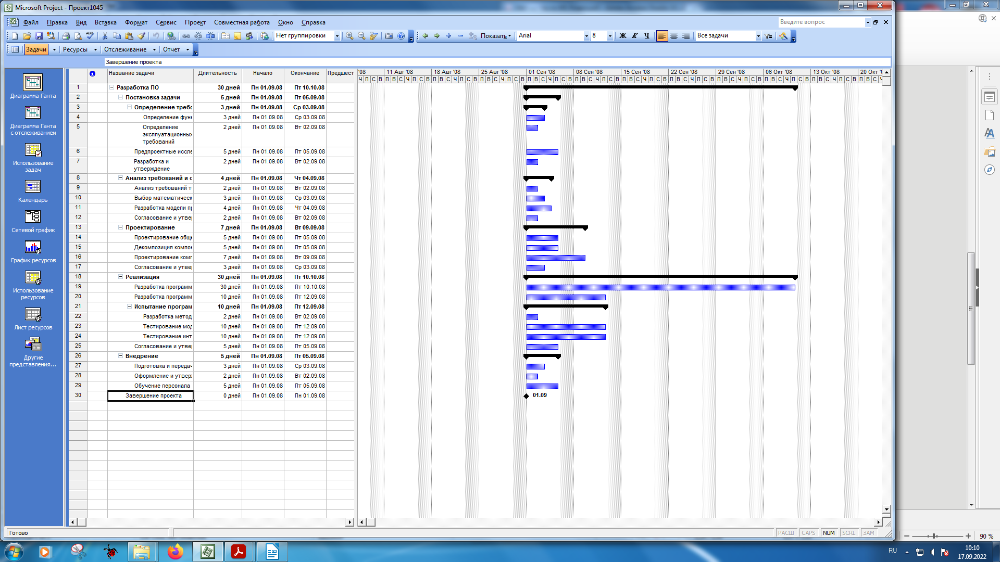 Microsoft Project - Проект1045
Файл Правка Вид Вставка Формат Сервис Проект Совместная работа Окно Справка
Введите вопрос
Нет группировки
Показать
Arial
8
Ж К Ч
Все задачи
Задачи Ресурсы Отслеживание Отчет
Завершение проекта
Название задачи Длительность Начало Окончание Предшест
'08 11 Авг '08 18 Авг '08 25 Авг '08 01 Сен '08 08 Сен '08 15 Сен '08 22 Сен '08 29 Сен '08 06 Окт '08 13 Окт '08 20 Окт '0
Ч П С В П В С Ч П С В П В С Ч П С В П В С Ч П С В П В С Ч П С В П В С Ч П С В П В С Ч П С В П В С Ч П С В П В С Ч П С В П В С Ч П С В П В С Ч П С В П В С Ч
1 Разработка ПО 30 дней Пн 01.09.08 Пт 10.10.08
2 Постановка задачи 5 дней Пн 01.09.08 Пт 05.09.08
3 Определение требо 3 дней Пн 01.09.08 Ср 03.09.08
4 Определение фун 3 дней Пн 01.09.08 Ср 03.09.08
5 Определение эксплуатационных требований 2 дней Пн 01.09.08 Вт 02.09.08
6 Предпроектные иссле 5 дней Пн 01.09.08 Пт 05.09.08
7 Разработка и утверждение 2 дней Пн 01.09.08 Вт 02.09.08
8 Анализ требований и с 4 дней Пн 01.09.08 Чт 04.09.08
9 Анализ требований т 2 дней Пн 01.09.08 Вт 02.09.08
10 Выбор математическ 3 дней Пн 01.09.08 Ср 03.09.08
11 Разработка модели пр 4 дней Пн 01.09.08 Чт 04.09.08
12 Согласование и утвер 2 дней Пн 01.09.08 Вт 02.09.08
13 Проектирование 7 дней Пн 01.09.08 Вт 09.09.08
14 Проектирование обще 5 дней Пн 01.09.08 Пт 05.09.08
15 Декомпозиция компон 5 дней Пн 01.09.08 Пт 05.09.08
16 Проектирование комп 7 дней Пн 01.09.08 Вт 09.09.08
17 Согласование и утвер 3 дней Пн 01.09.08 Ср 03.09.08
18 Реализация 30 дней Пн 01.09.08 Пт 10.10.08
19 Разработка программ 30 дней Пн 01.09.08 Пт 10.10.08
20 Разработка программ 10 дней Пн 01.09.08 Пт 12.09.08
21 Испытание програм 10 дней Пн 01.09.08 Пт 12.09.08
22 Разработка метод 2 дней Пн 01.09.08 Вт 02.09.08
23 Тестирование мод 10 дней Пн 01.09.08 Пт 12.09.08
24 Тестирование инт 10 дней Пн 01.09.08 Пт 12.09.08
25 Согласование и утвер 5 дней Пн 01.09.08 Пт 05.09.08
26 Внедрение 5 дней Пн 01.09.08 Пт 05.09.08
27 Подготовка и передач 3 дней Пн 01.09.08 Ср 03.09.08
28 Оформление и утвер 2 дней Пн 01.09.08 Вт 02.09.08
29 Обучение персонала 5 дней Пн 01.09.08 Пт 05.09.08
30 Завершение проекта 0 дней Пн 01.09.08 Пн 01.09.08
01.09
Диаграмма Ганта
Диаграмма Ганта
с отслеживанием
Использование
задач
Календарь
Сетевой график
График ресурсов
Использование
ресурсов
Лист ресурсов
Другие
представления...
Готово
РАСШ CAPS NUM SCRL ЗАМ
90 %
RU
10:10
17.09.2022